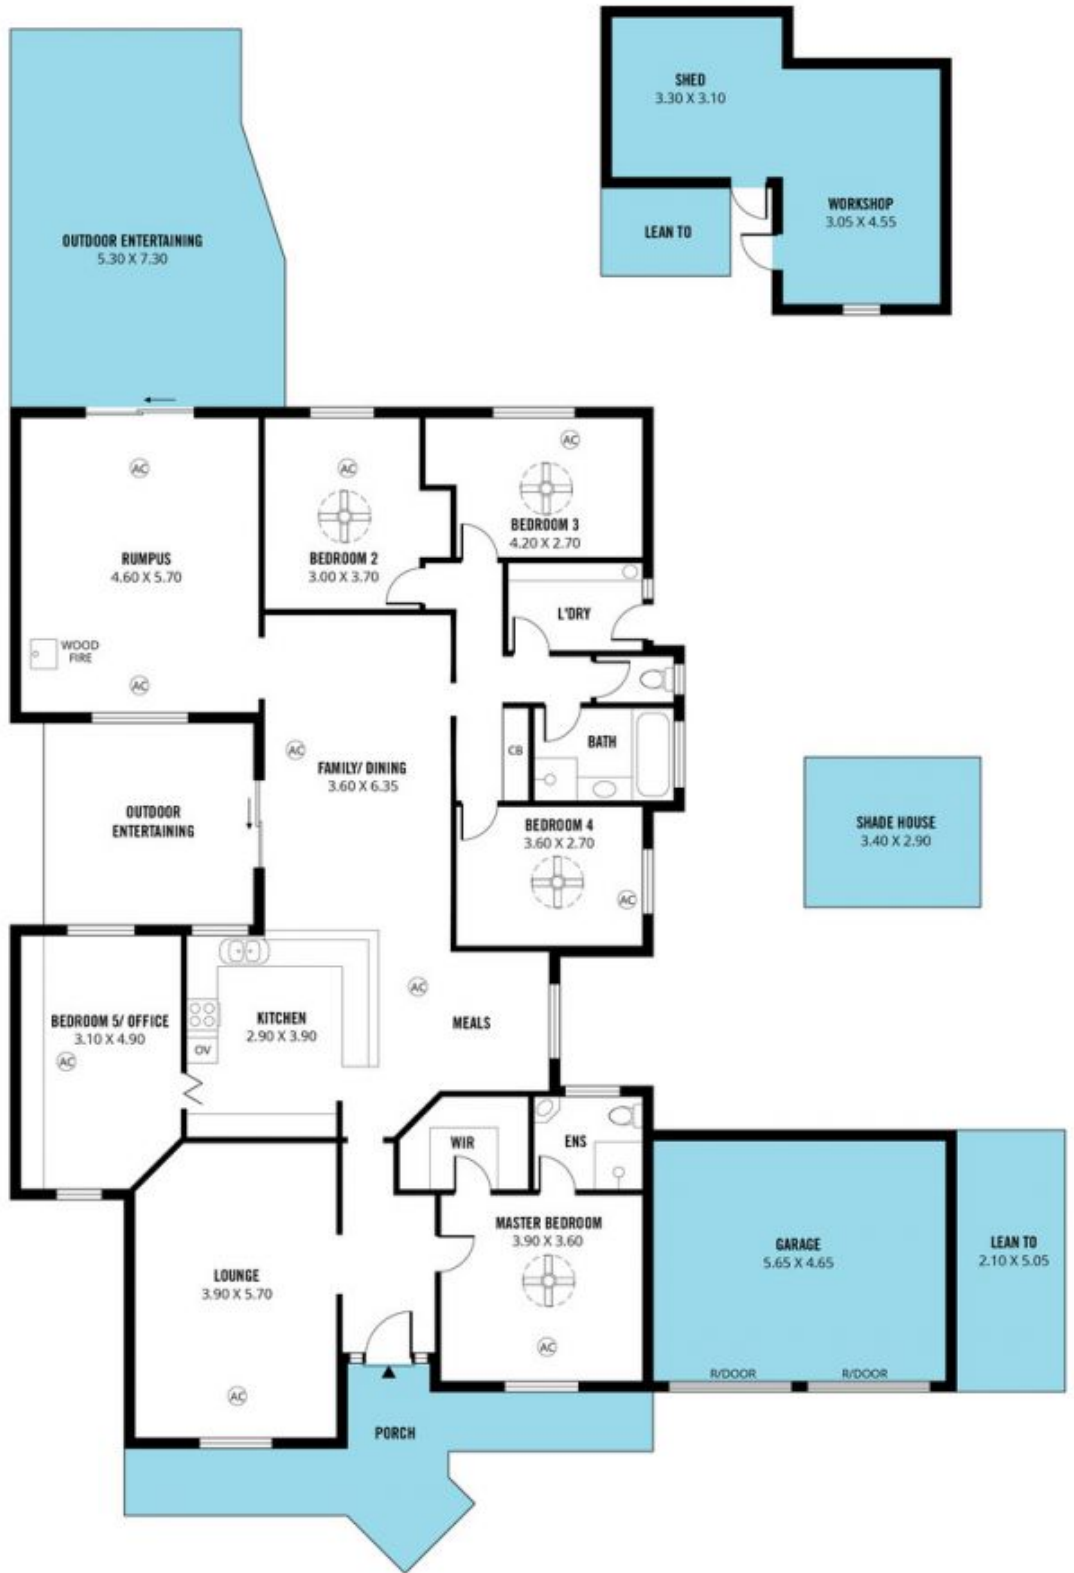 SHED
3.30 X 3.10
WORKSHOP
3.05 X 4.55
LEAN TO
OUTDOOR ENTERTAINING
5.30 X 7.30
AC
AC
AC
BEDROOM 3
4.20 X 2.70
RUMPUS
4.60 X 5.70
BEDROOM 2
3.00 X 3.70
L'DRY
WOOD
FIRE
AC
AC
CB
BATH
FAMILY/ DINING
3.60 X 6.35
OUTDOOR
ENTERTAINING
BEDROOM 4
3.60 X 2.70
AC
SHADE HOUSE
3.40 X 2.90
AC
BEDROOM 5/ OFFICE
3.10 X 4.90
AC
KITCHEN
2.90 X 3.90
OV
MEALS
WIR
ENS
MASTER BEDROOM
3.90 X 3.60
AC
LOUNGE
3.90 X 5.70
AC
GARAGE
5.65 X 4.65
R/DOOR
R/DOOR
LEAN TO
2.10 X 5.05
PORCH